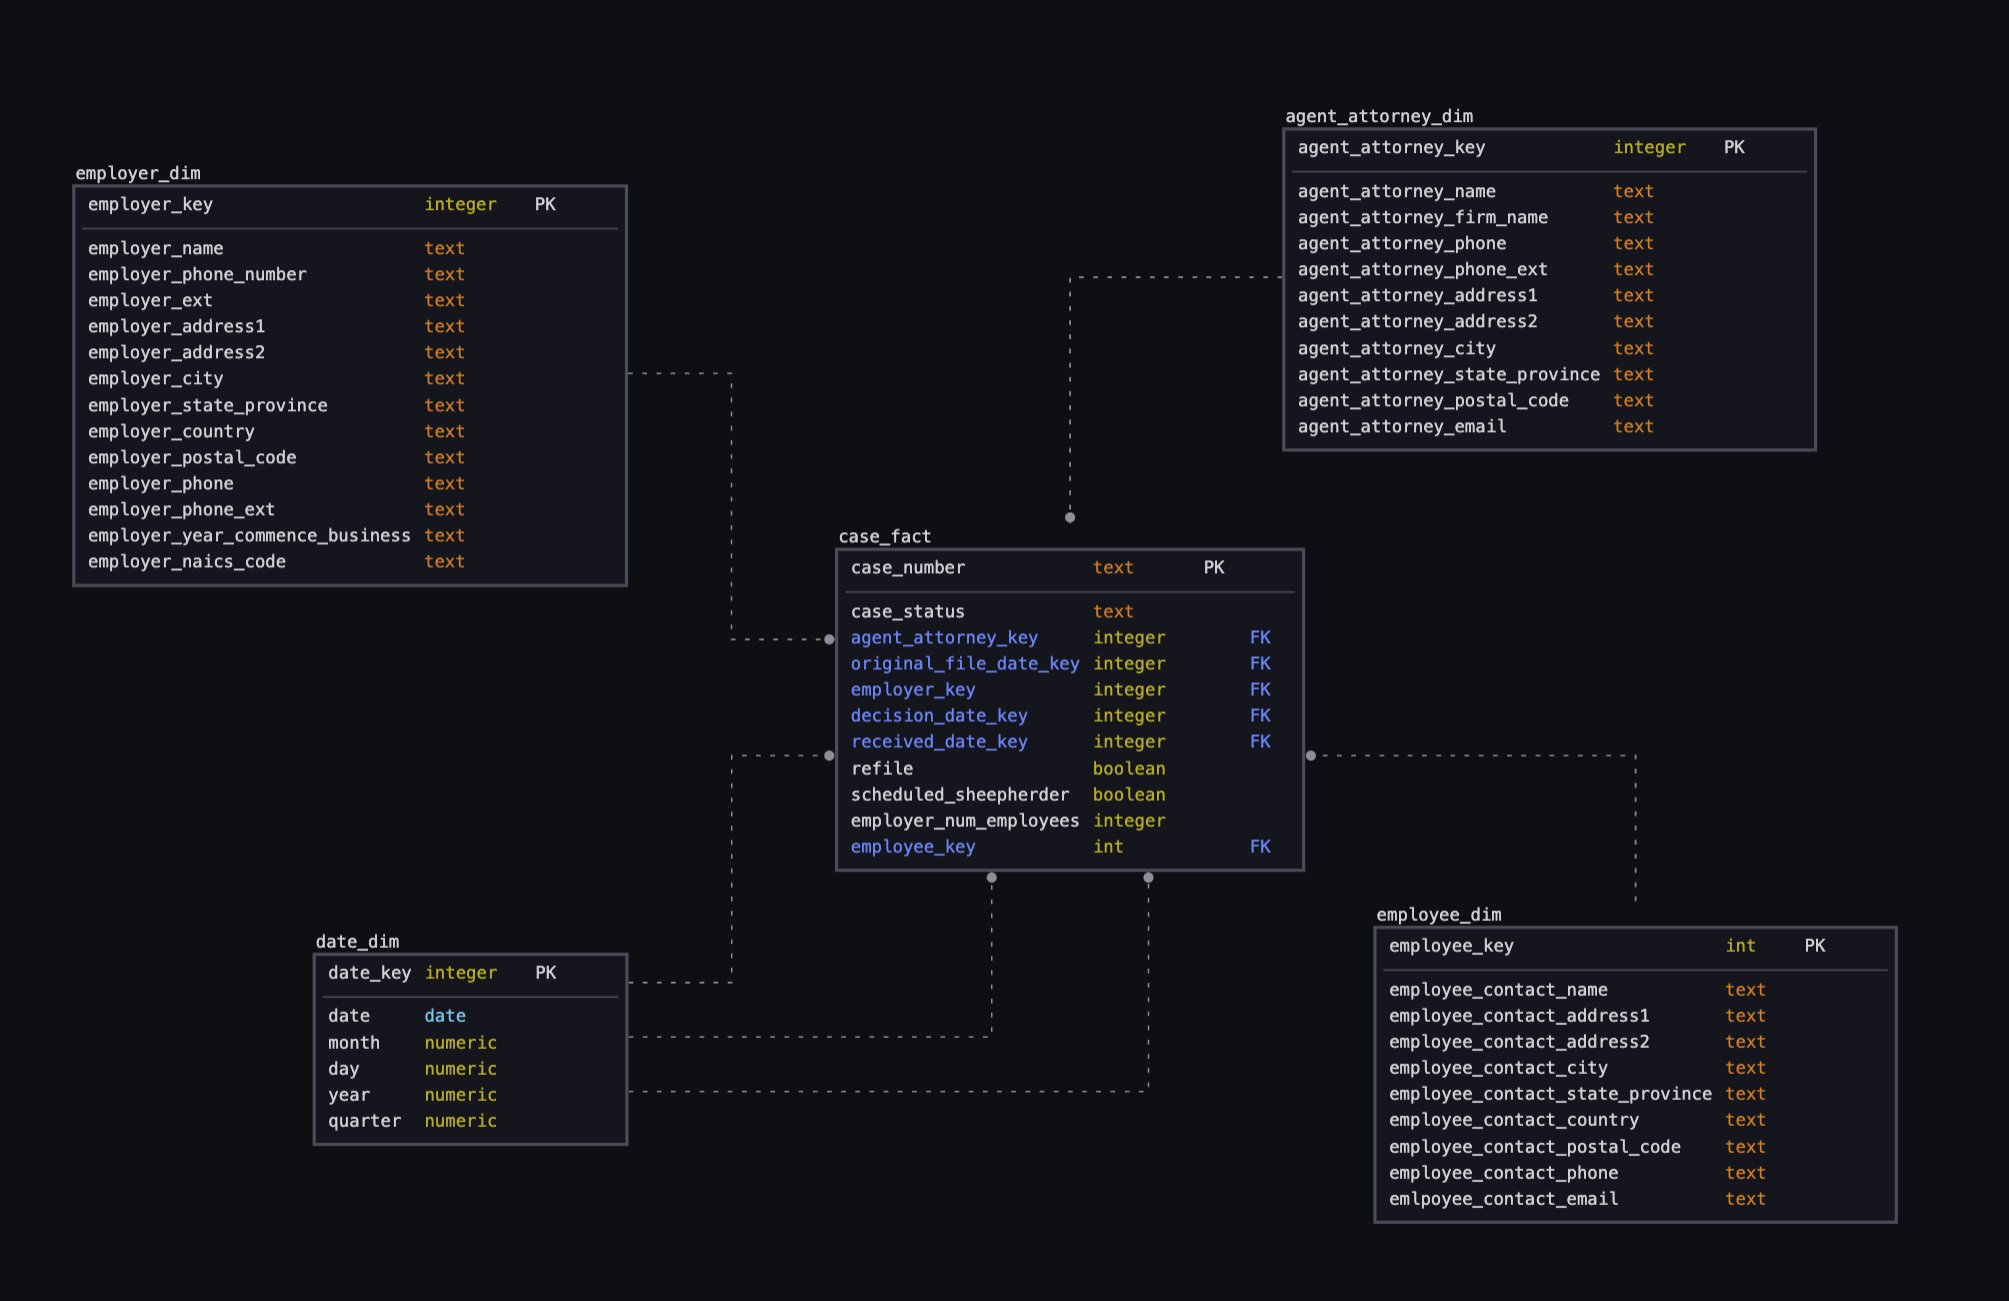 employer_dim
employer_key integer PK
employer_name text
employer_phone_number text
employer_ext text
employer_address1 text
employer_address2 text
employer_city text
employer_state_province text
employer_country text
employer_postal_code text
employer_phone text
employer_phone_ext text
employer_year_commence_business text
employer_naics_code text
agent_attorney_dim
agent_attorney_key integer PK
agent_attorney_name text
agent_attorney_firm_name text
agent_attorney_phone text
agent_attorney_phone_ext text
agent_attorney_address1 text
agent_attorney_address2 text
agent_attorney_city text
agent_attorney_state_province text
agent_attorney_postal_code text
agent_attorney_email text
case_fact
case_number text PK
case_status text
agent_attorney_key integer FK
original_file_date_key integer FK
employer_key integer FK
decision_date_key integer FK
received_date_key integer FK
refile boolean
scheduled_sheepherder boolean
employer_num_employees integer
employee_key int FK
date_dim
date_key integer PK
date date
month numeric
day numeric
year numeric
quarter numeric
employee_dim
employee_key int PK
employee_contact_name text
employee_contact_address1 text
employee_contact_address2 text
employee_contact_city text
employee_contact_state_province text
employee_contact_country text
employee_contact_postal_code text
employee_contact_phone text
emlpoyee_contact_email text